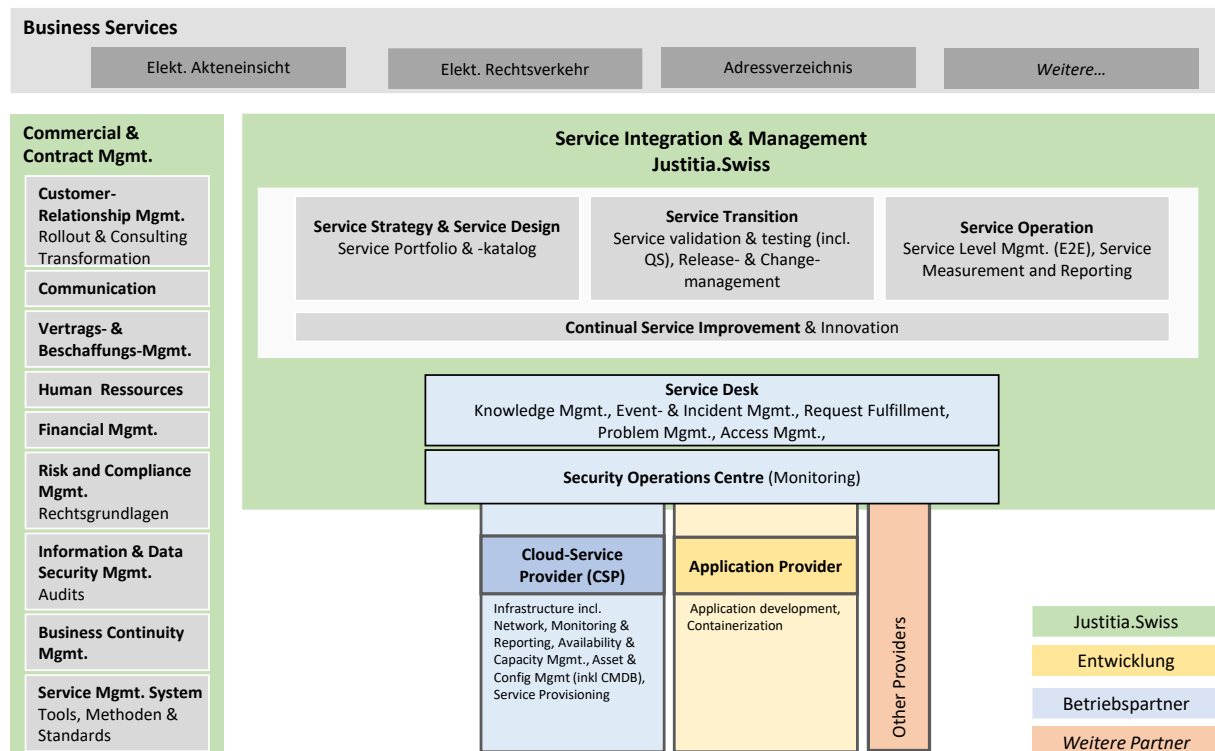 Business Services
Elekt. Akteneinsicht
Elekt. Rechtsverkehr
Adressverzeichnis
Weitere…
Commercial &
Contract Mgmt.
Customer-
Relationship Mgmt.
Rollout & Consulting
Transformation
Communication
Vertrags- &
Beschaffungs-Mgmt.
Human  Ressources
Financial Mgmt.
Risk and Compliance
Mgmt.
Rechtsgrundlagen
Information & Data
Security Mgmt.
Audits
Business Continuity
Mgmt.
Service Mgmt. System
Tools, Methoden &
Standards
Service Integration & Management
Justitia.Swiss
Service Strategy & Service Design
Service Portfolio & -katalog
Service Transition
Service validation & testing (incl.
QS), Release- & Change-
management
Service Operation
Service Level Mgmt. (E2E), Service
Measurement and Reporting
Continual Service Improvement & Innovation
Service Desk
Knowledge Mgmt., Event- & Incident Mgmt., Request Fulfillment,
Problem Mgmt., Access Mgmt.,
Security Operations Centre (Monitoring)
Cloud-Service
Provider (CSP)
Infrastructure incl.
Network, Monitoring &
Reporting, Availability &
Capacity Mgmt., Asset &
Config Mgmt (inkl CMDB),
Service Provisioning
Application Provider
Application development,
Containerization
Other Providers
Justitia.Swiss
Entwicklung
Betriebspartner
Weitere Partner